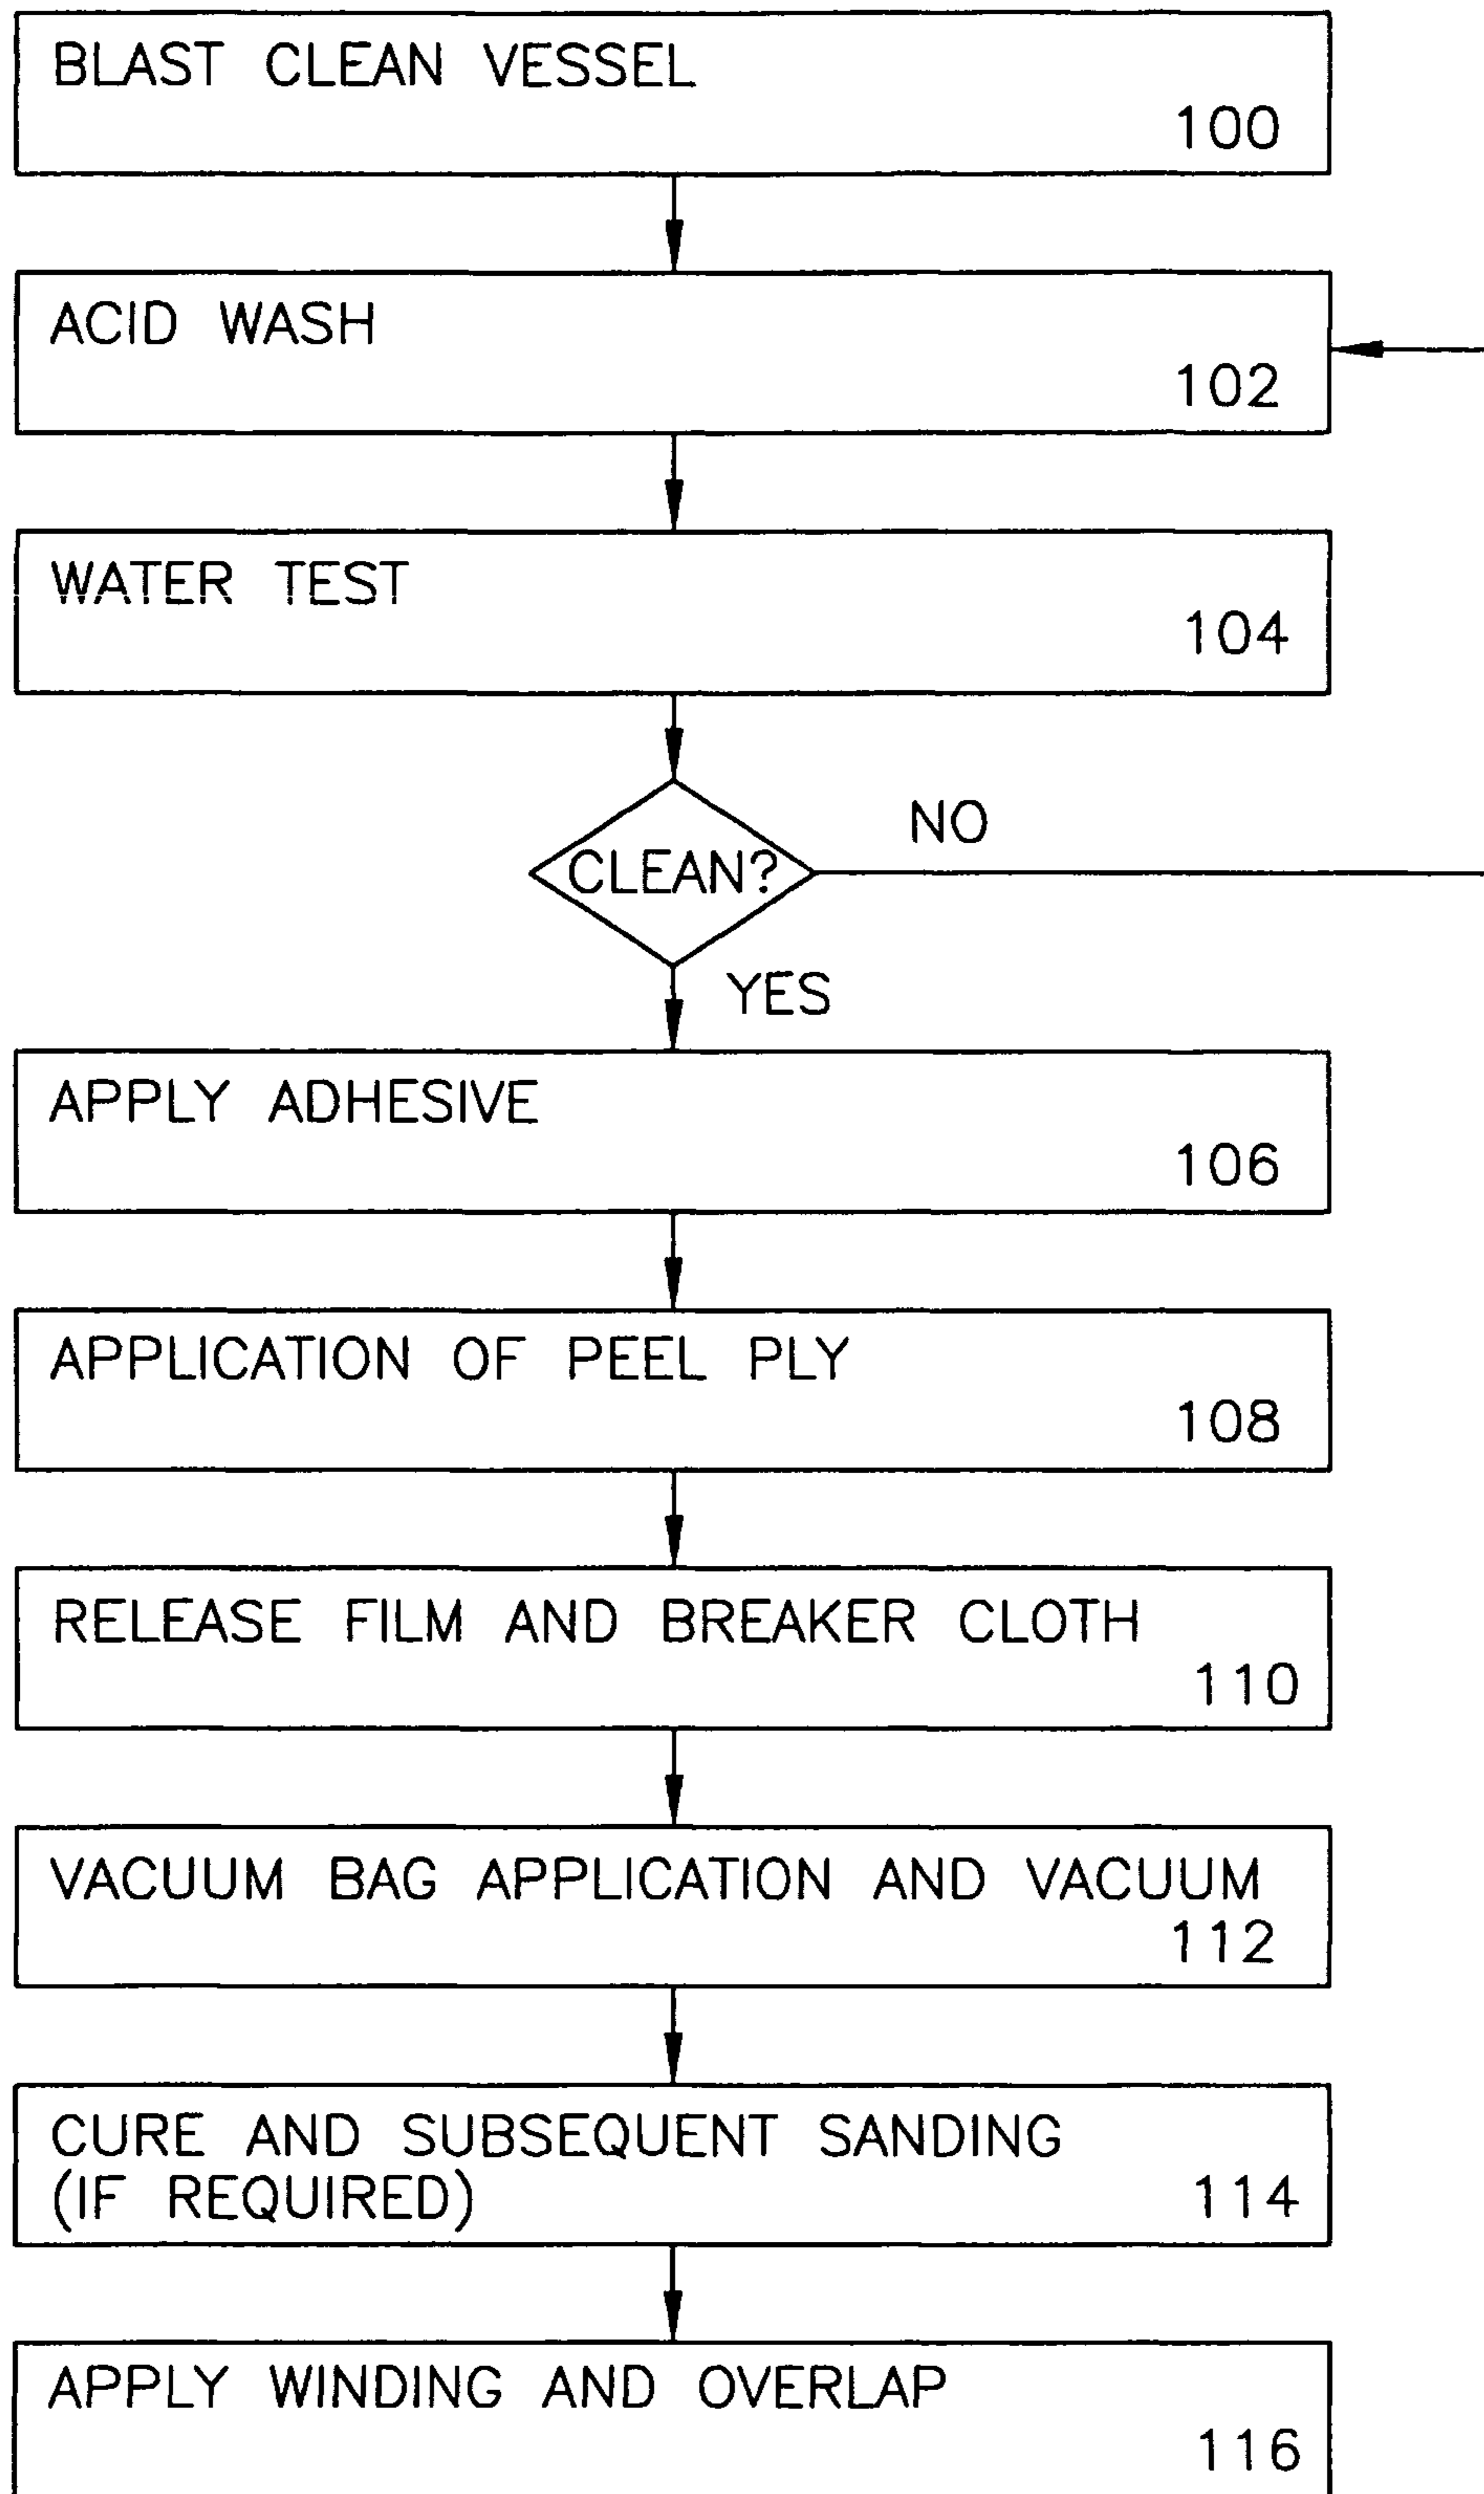 BLAST CLEAN VESSEL
100
ACID WASH
102
WATER TEST
104
CLEAN?
NO
YES
APPLY ADHESIVE
106
APPLICATION OF PEEL PLY
108
RELEASE FILM AND BREAKER CLOTH
110
VACUUM BAG APPLICATION AND VACUUM
112
CURE AND SUBSEQUENT SANDING
(IF REQUIRED)
114
APPLY WINDING AND OVERLAP
116